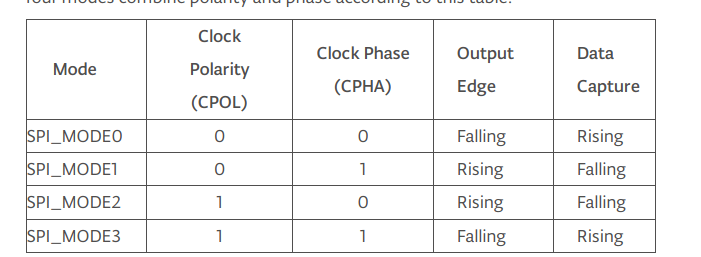 four modes combine polarity and phase according to this table:
Mode Clock Polarity (CPOL) Clock Phase (CPHA) Output Edge Data Capture
SPI_MODE0 0 0 Falling Rising
SPI_MODE1 0 1 Rising Falling
SPI_MODE2 1 0 Rising Falling
SPI_MODE3 1 1 Falling Rising